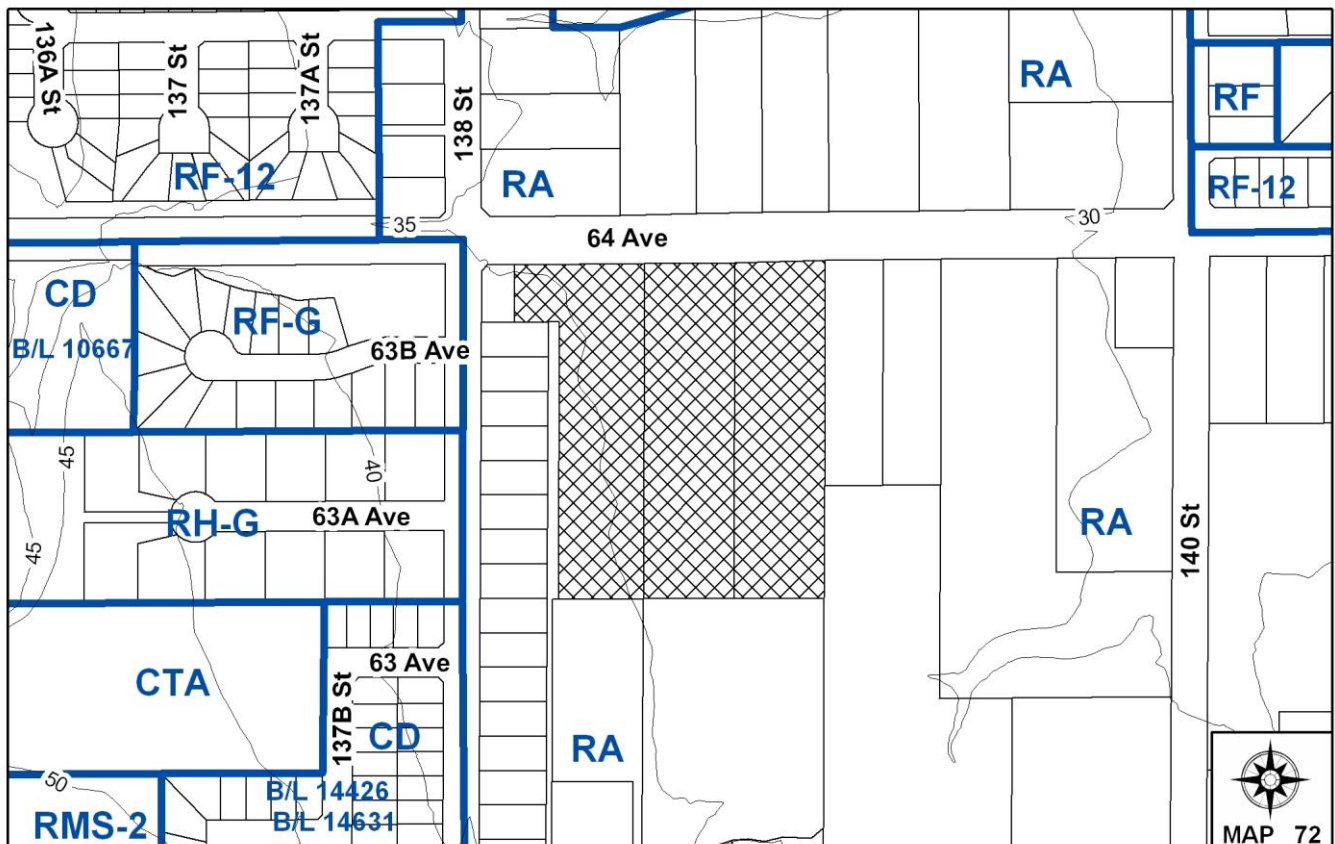 136A St
137 St
137A St
138 St
RA
RF
RF-12
RA
RF-12
35
64 Ave
30
CD
B/L 10667
RF-G
63B Ave
45
40
45
RH-G
63A Ave
RA
140 St
CTA
63 Ave
137B St
CD
RA
50
RMS-2
B/L 14426
B/L 14631
MAP 72